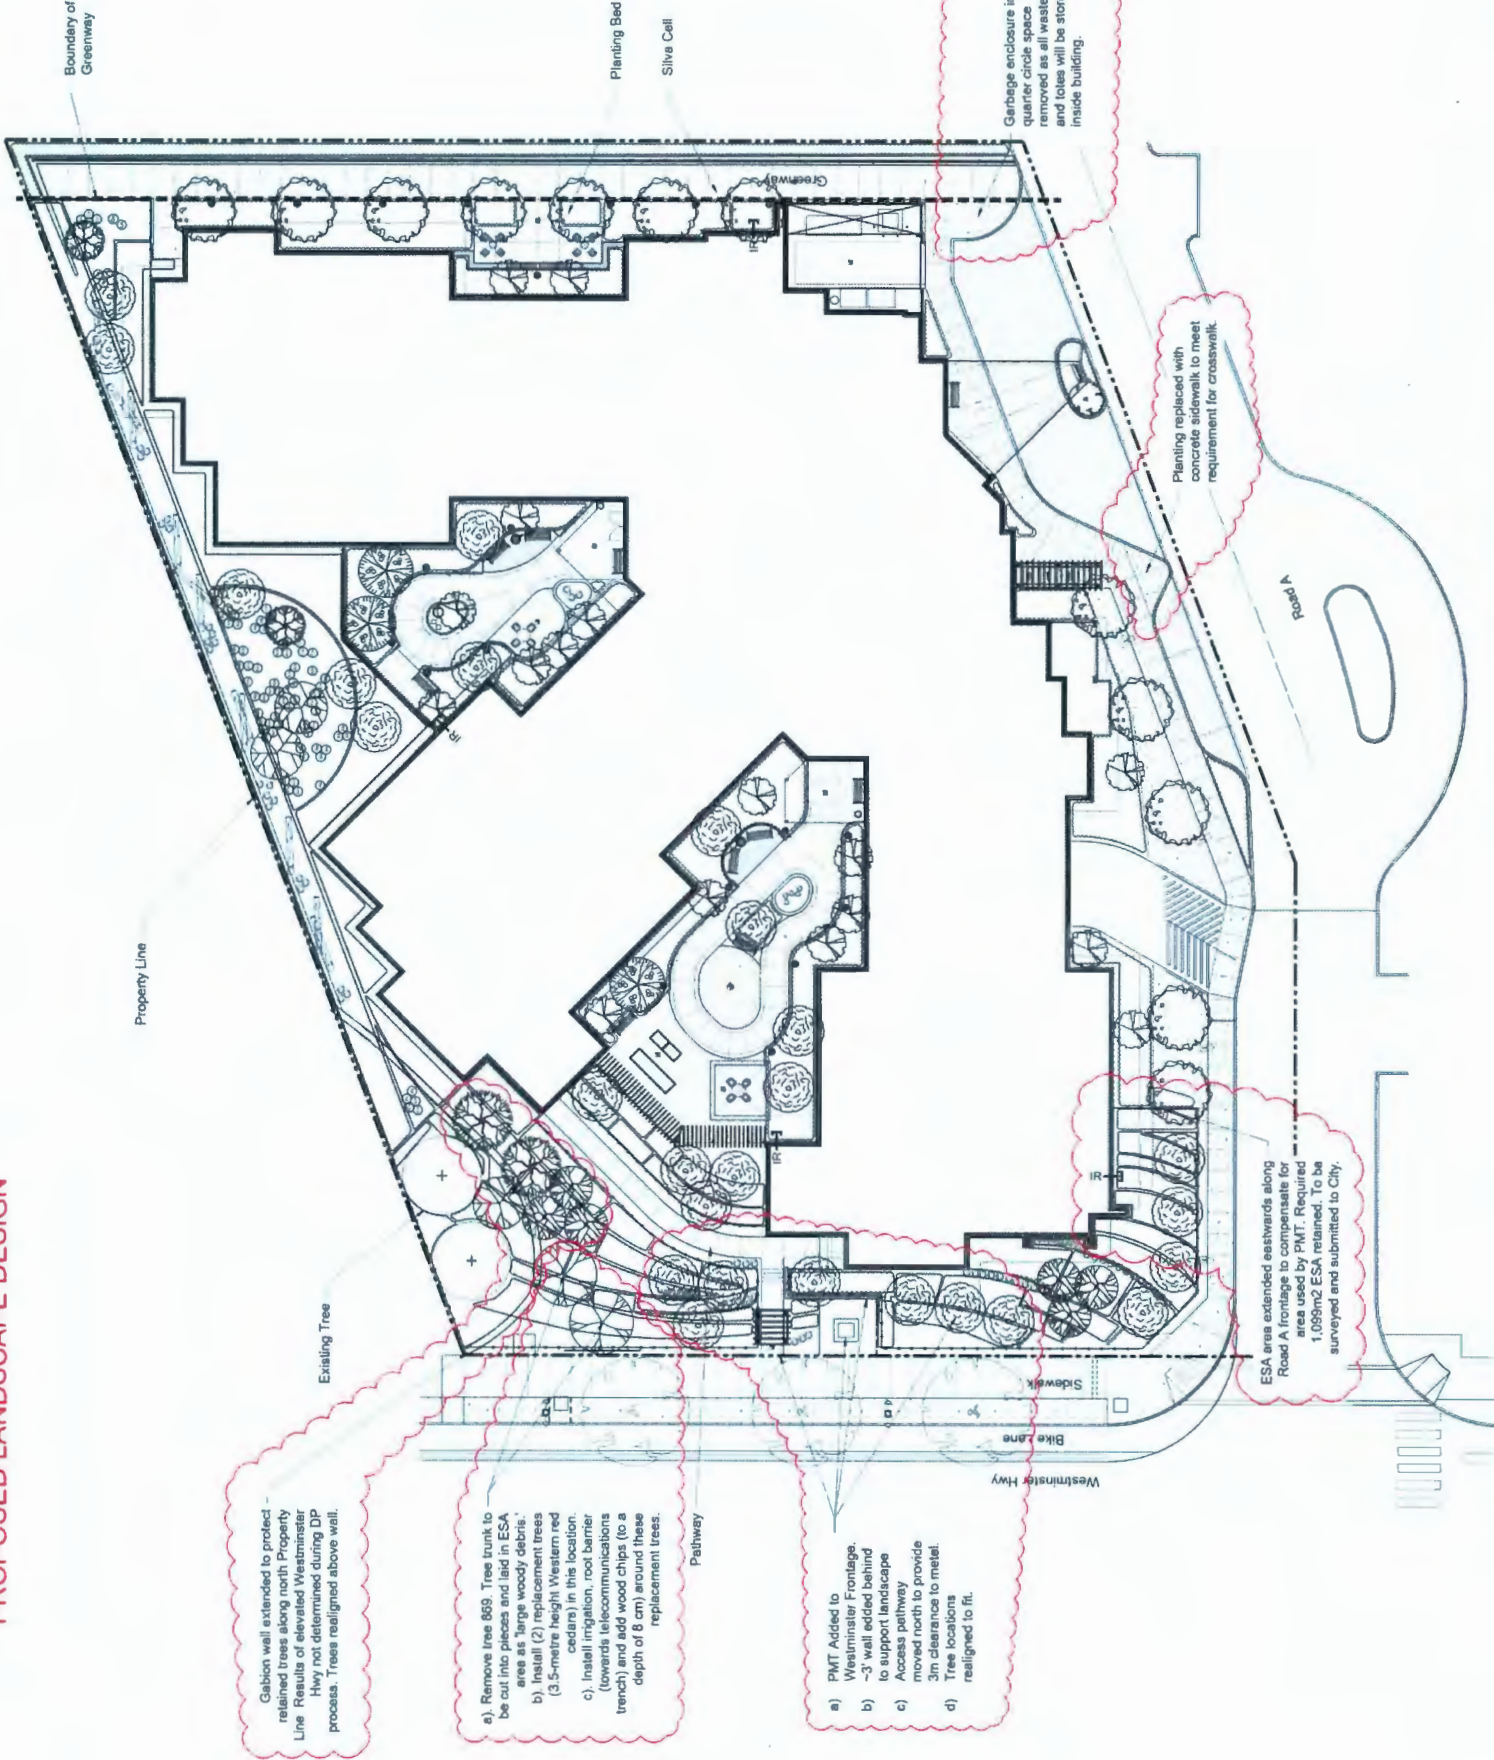 Boundary of
Greenway
Planting Bed
Silva Cell
quarter circle space
removed as all waste
inside building.
Greenway
IR
Planting replaced with
concrete sidewalk to meet
requirement for crosswalk.
Road A
Property Line
IR
IR
IR
Existing Tree
Gabion wall extended to protect
retained trees along north Property
Line Results of elevated Westminster
Hwy not determined during DP
process. Trees realigned above wall.
a). Remove tree 869. Tree trunk to
be cut into pieces and laid in ESA
area as 'large woody debris.'
b). Install (2) replacement trees
(3.5-metre height Western red
cedars) in this location.
c). Install irrigation, root barrier
(towards telecommunications
trench) and add wood chips (to a
depth of 8 cm) around these
replacement trees.
Pathway
a) PMT Added to
Westminster Frontage.
b) ~3' wall added behind
to support landscape
c) Access pathway
moved north to provide
3m clearance to metal.
d) Tree locations
realigned to fit.
Sidewalk
Bike Lane
Westminster Hwy
ESA area extended eastwards along
Road A frontage to compensate for
area used by PMT. Required
1,099m2 ESA retained. To be
surveyed and submitted to City.